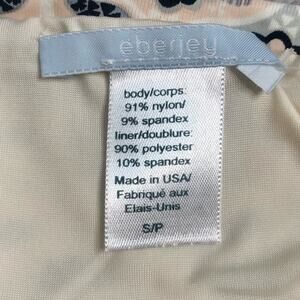 eberjey
body/corps:
91% nylon/
9% spandex
liner/doublure:
90% polyester
10% spandex
Made in USA/
Fabriqué aux
Elais-Unis
S/P